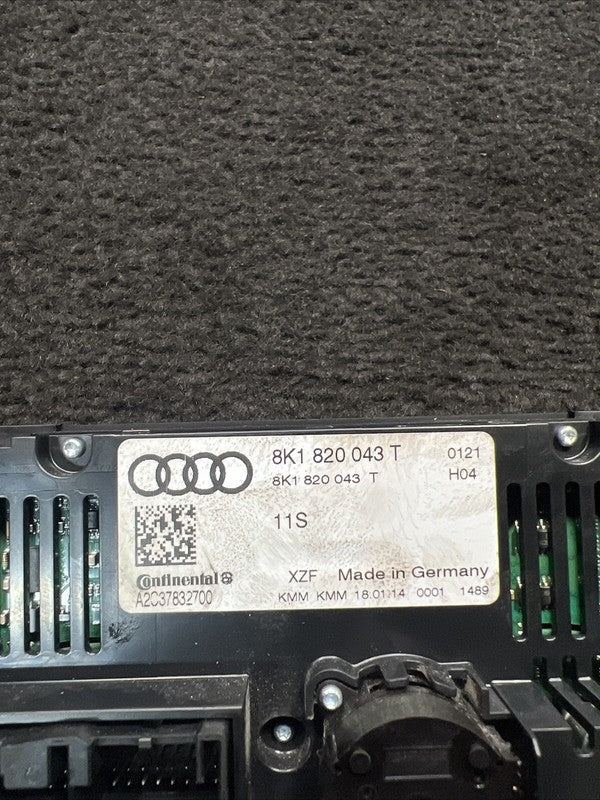 8K1 820 043 T 0121
8K1 820 043 T H04
11S
Continental
XZF Made in Germany
A2C37832700
KMM KMM 18.01.14 0001 1489